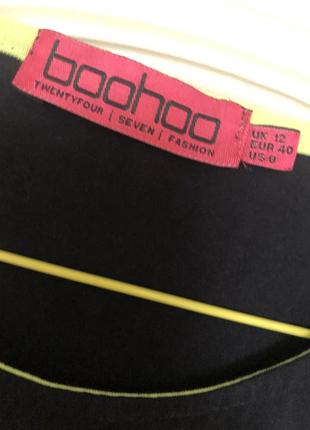 boohoo
TWENTYFOUR | SEVEN | FASHION
UK 12
EUR 40
US 8